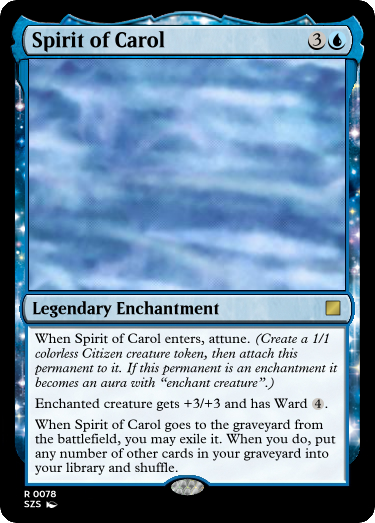 Spirit of Carol 3
Legendary Enchantment
When Spirit of Carol enters, attune. (Create a 1/1
colorless Citizen creature token, then attach this
permanent to it. If this permanent is an enchantment it
becomes an aura with “enchant creature”.)
Enchanted creature gets +3/+3 and has Ward 4.
When Spirit of Carol goes to the graveyard from
the battlefield, you may exile it. When you do, put
any number of other cards in your graveyard into
your library and shuffle.
R 0078
SZS